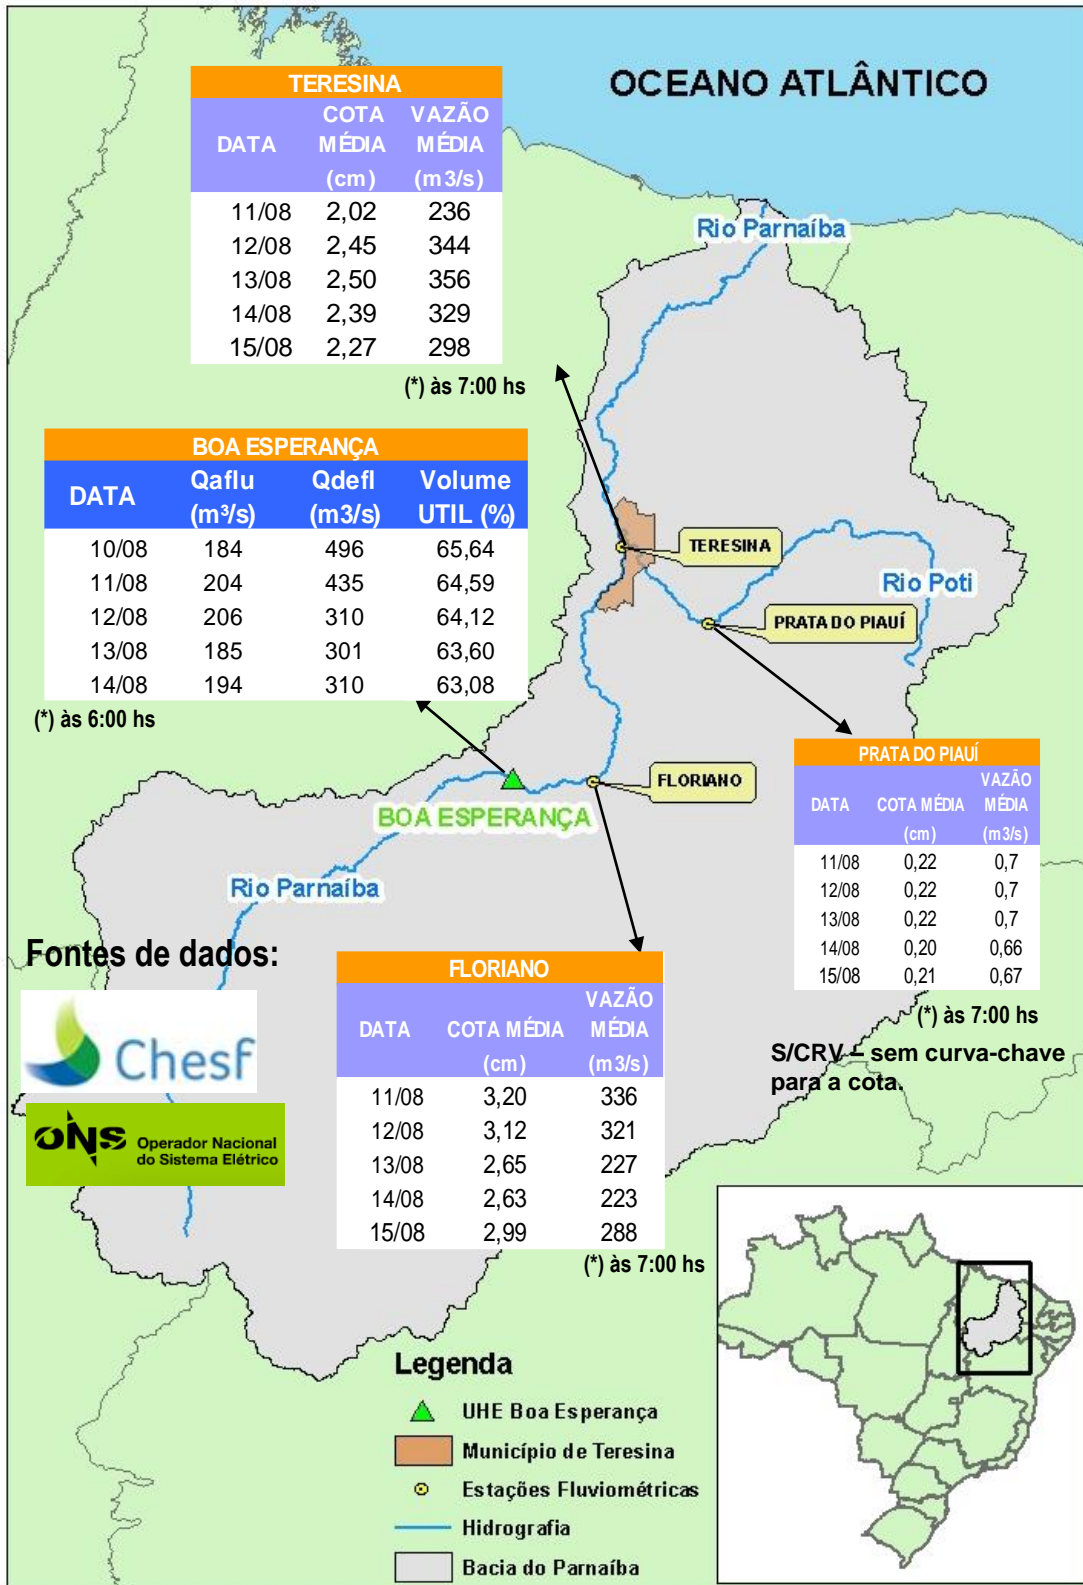 OCEANO ATLÂNTICO
TERESINA
DATA COTA MÉDIA (cm) VAZÃO MÉDIA (m3/s)
11/08 2,02 236
12/08 2,45 344
13/08 2,50 356
14/08 2,39 329
15/08 2,27 298
(*) às 7:00 hs
Rio Parnaíba
BOA ESPERANÇA
DATA Qaflu (m³/s) Qdefl (m3/s) Volume UTIL (%)
10/08 184 496 65,64
11/08 204 435 64,59
12/08 206 310 64,12
13/08 185 301 63,60
14/08 194 310 63,08
(*) às 6:00 hs
TERESINA
Rio Poti
PRATA DO PIAUÍ
FLORIANO
BOA ESPERANÇA
Rio Parnaíba
PRATA DO PIAUÍ
DATA COTA MÉDIA (cm) VAZÃO MÉDIA (m3/s)
11/08 0,22 0,7
12/08 0,22 0,7
13/08 0,22 0,7
14/08 0,20 0,66
15/08 0,21 0,67
(*) às 7:00 hs
S/CRV – sem curva-chave
para a cota.
Fontes de dados:
Chesf
ONS Operador Nacional
do Sistema Elétrico
FLORIANO
DATA COTA MÉDIA (cm) VAZÃO MÉDIA (m3/s)
11/08 3,20 336
12/08 3,12 321
13/08 2,65 227
14/08 2,63 223
15/08 2,99 288
(*) às 7:00 hs
Legenda
UHE Boa Esperança
Município de Teresina
Estações Fluviométricas
Hidrografia
Bacia do Parnaíba